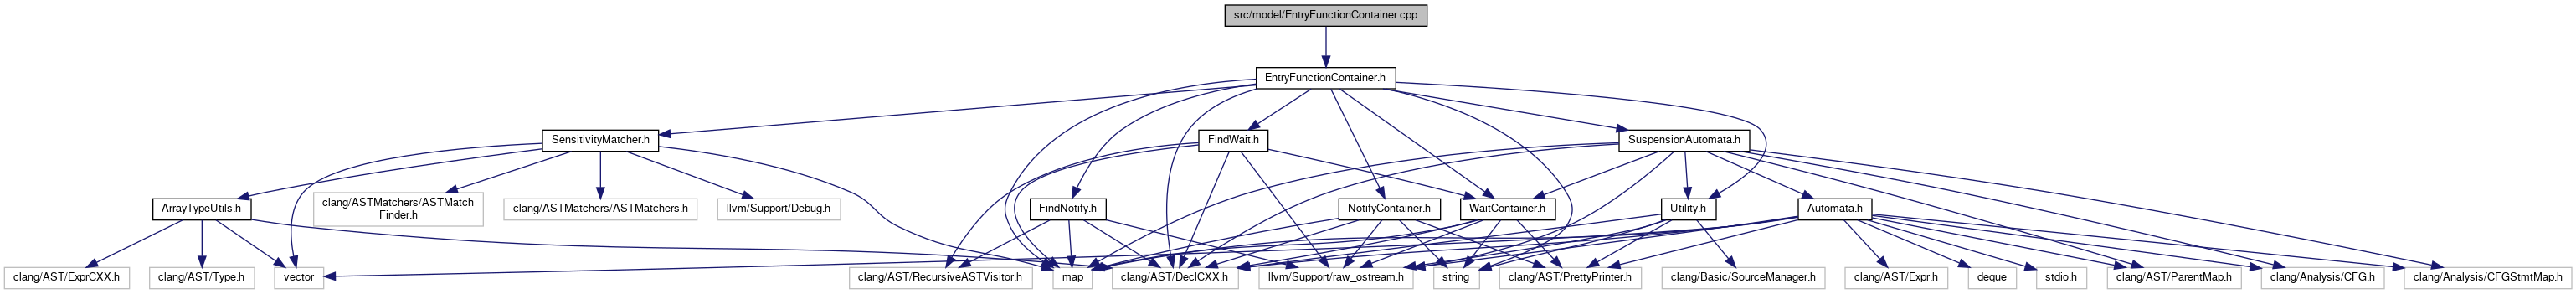 src/model/EntryFunctionContainer.cpp
EntryFunctionContainer.h
SensitivityMatcher.h
FindWait.h
SuspensionAutomata.h
ArrayTypeUtils.h
clang/ASTMatchers/ASTMatch
Finder.h
clang/ASTMatchers/ASTMatchers.h
llvm/Support/Debug.h
FindNotify.h
NotifyContainer.h
WaitContainer.h
Utility.h
Automata.h
clang/AST/ExprCXX.h
clang/AST/Type.h
vector
clang/AST/RecursiveASTVisitor.h
map
clang/AST/DeclCXX.h
llvm/Support/raw_ostream.h
string
clang/AST/PrettyPrinter.h
clang/Basic/SourceManager.h
clang/AST/Expr.h
deque
stdio.h
clang/AST/ParentMap.h
clang/Analysis/CFG.h
clang/Analysis/CFGStmtMap.h